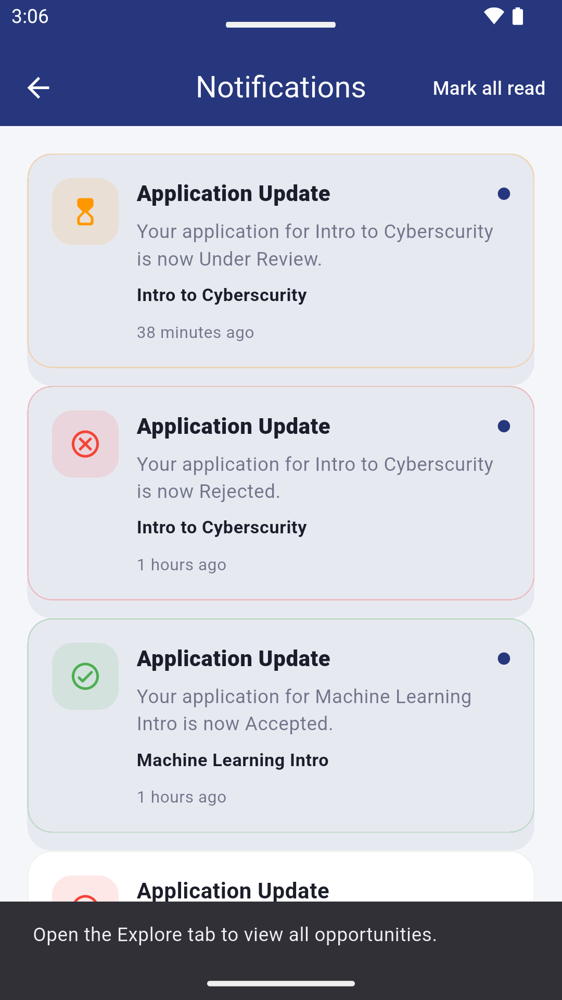 3:06
Notifications
Mark all read
Application Update
Your application for Intro to Cyberscurity
is now Under Review.
Intro to Cyberscurity
38 minutes ago
Application Update
Your application for Intro to Cyberscurity
is now Rejected.
Intro to Cyberscurity
1 hours ago
Application Update
Your application for Machine Learning
Intro is now Accepted.
Machine Learning Intro
1 hours ago
Application Update
Open the Explore tab to view all opportunities.